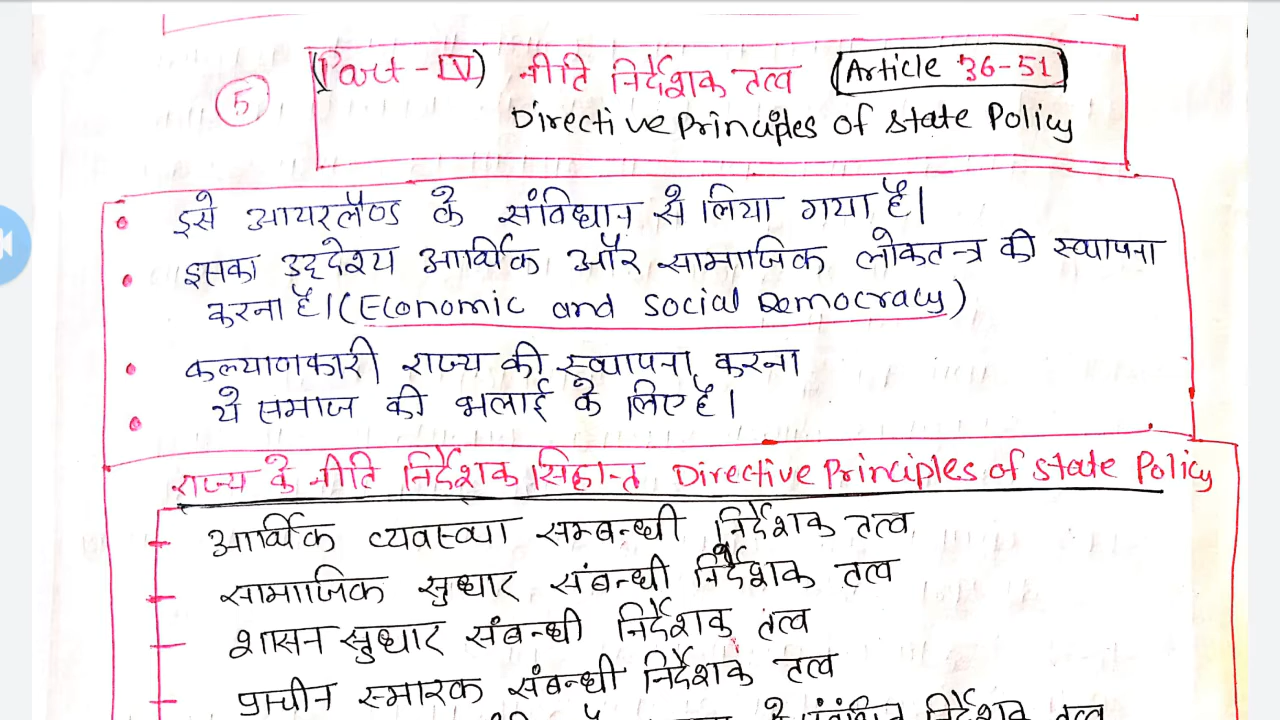 (Part-IV) नीति निर्देशक तत्व (Article 36-51)
5
Directive Principles of State Policy
इसे आयरलैण्ड के संविधान से लिया गया है।
इसका उद्देश्य आर्थिक और सामाजिक लोकतन्त्र की स्थापना
करना है। (Economic and Social Democracy)
कल्याणकारी राज्य की स्थापना करना
ये समाज की भलाई के लिए है।
राज्य के नीति निर्देशक सिद्धान्त Directive Principles of State Policy
आर्थिक व्यवस्था सम्बन्धी निर्देशक तत्व
सामाजिक सुधार संबन्धी निर्देशक तत्व
शासन सुधार संबन्धी निर्देशक तत्व
प्राचीन स्मारक संबन्धी निर्देशक तत्व
के संबंधित निर्देशक तत्व